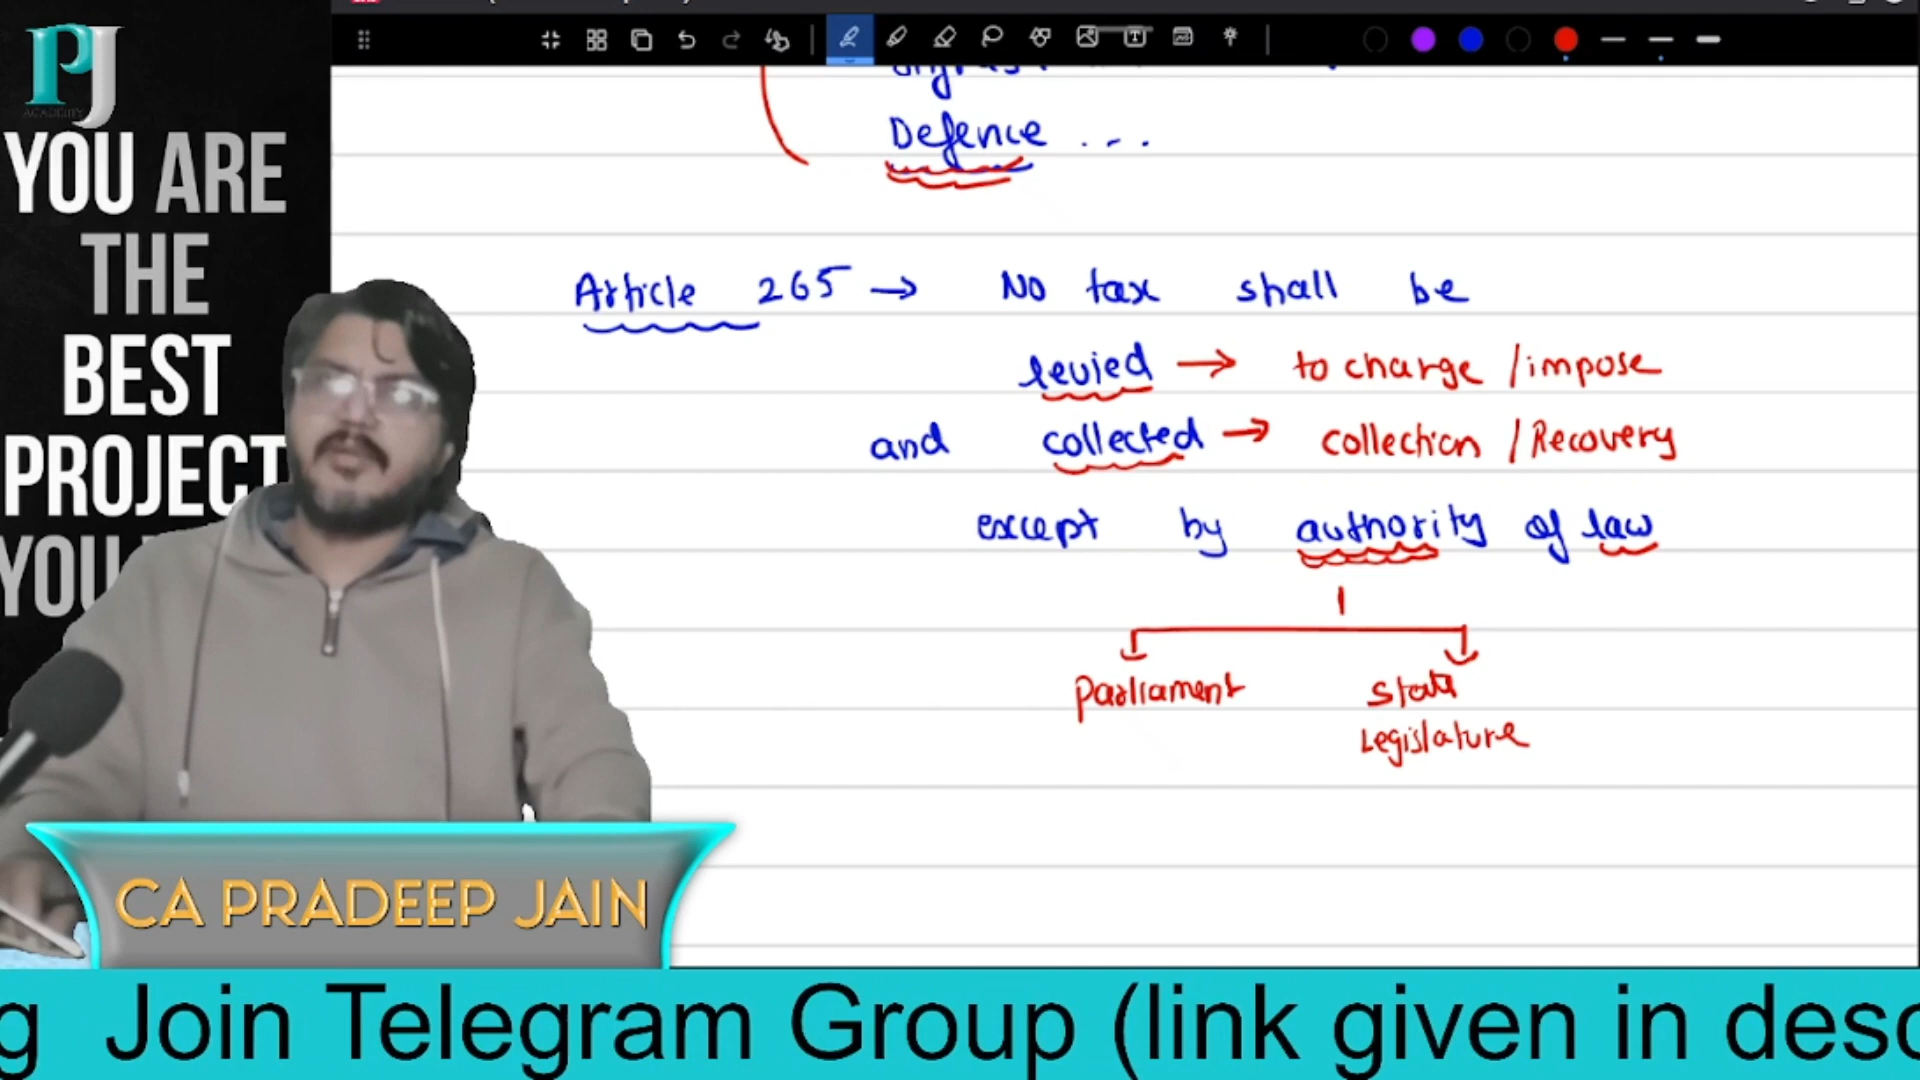 PJ
ACADEMY
YOU ARE
THE
BEST
PROJECT
YOU
Defence ...
Article 265 → No tax shall be
levied → to charge / impose
and collected → collection / Recovery
except by authority of law
Parliament
State
Legislature
CA PRADEEP JAIN
g Join Telegram Group (link given in desc